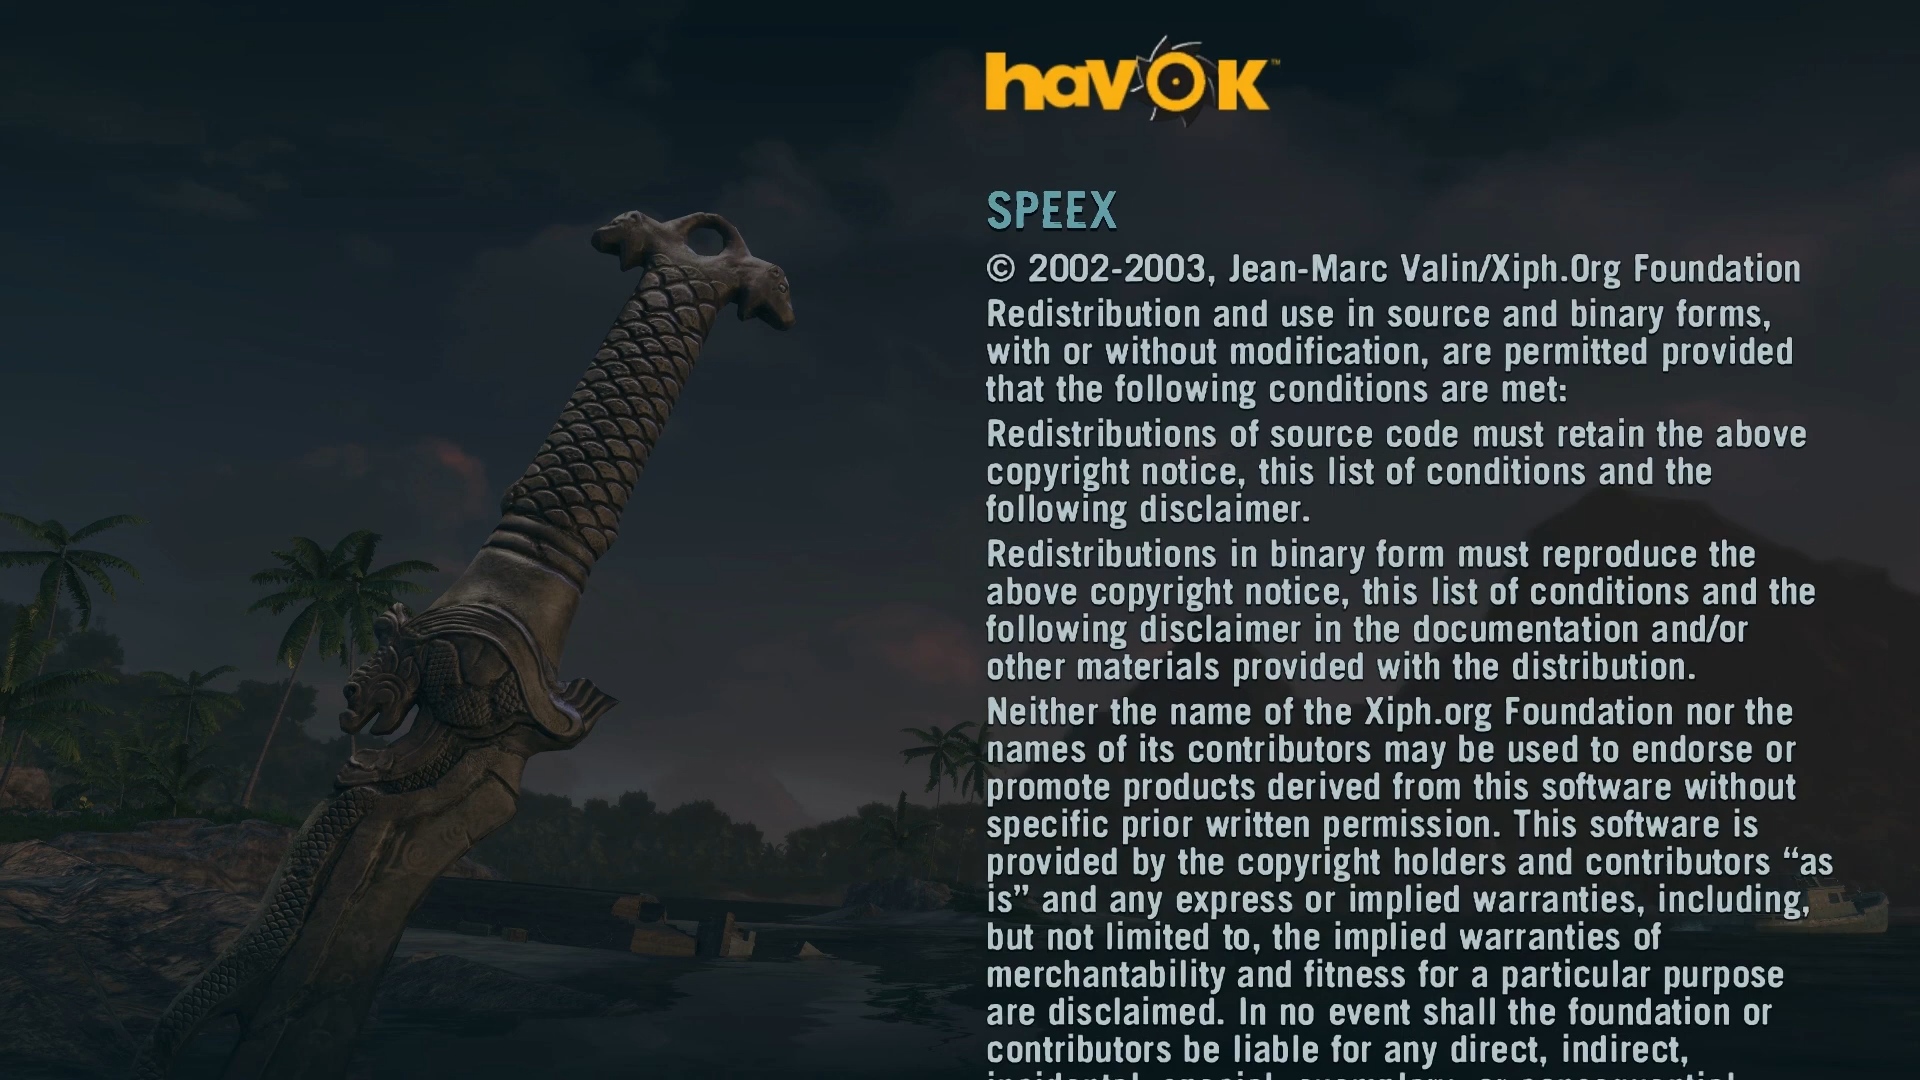 havok™
SPEEX
© 2002-2003, Jean-Marc Valin/Xiph.Org Foundation
Redistribution and use in source and binary forms,
with or without modification, are permitted provided
that the following conditions are met:
Redistributions of source code must retain the above
copyright notice, this list of conditions and the
following disclaimer.
Redistributions in binary form must reproduce the
above copyright notice, this list of conditions and the
following disclaimer in the documentation and/or
other materials provided with the distribution.
Neither the name of the Xiph.org Foundation nor the
names of its contributors may be used to endorse or
promote products derived from this software without
specific prior written permission. This software is
provided by the copyright holders and contributors “as
is” and any express or implied warranties, including,
but not limited to, the implied warranties of
merchantability and fitness for a particular purpose
are disclaimed. In no event shall the foundation or
contributors be liable for any direct, indirect,